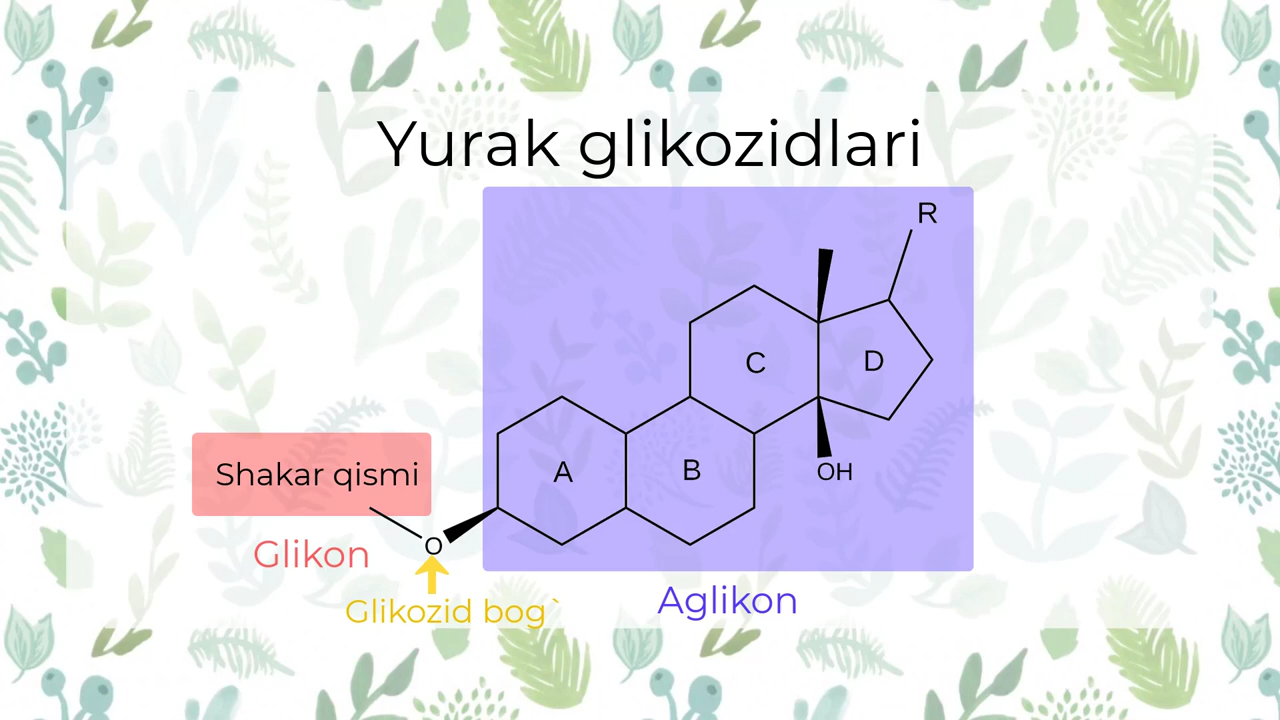 Yurak glikozidlari
R
C
D
A
B
OH
Shakar qismi
O
Glikon
Glikozid bog`
Aglikon